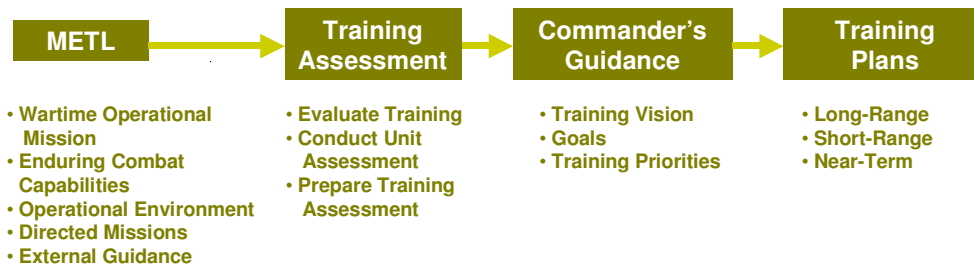 METL
Training
Assessment
Commander's
Guidance
Training
Plans
• Wartime Operational
Mission
• Enduring Combat
Capabilities
• Operational Environment
• Directed Missions
• External Guidance
• Evaluate Training
• Conduct Unit
Assessment
• Prepare Training
Assessment
• Training Vision
• Goals
• Training Priorities
• Long-Range
• Short-Range
• Near-Term